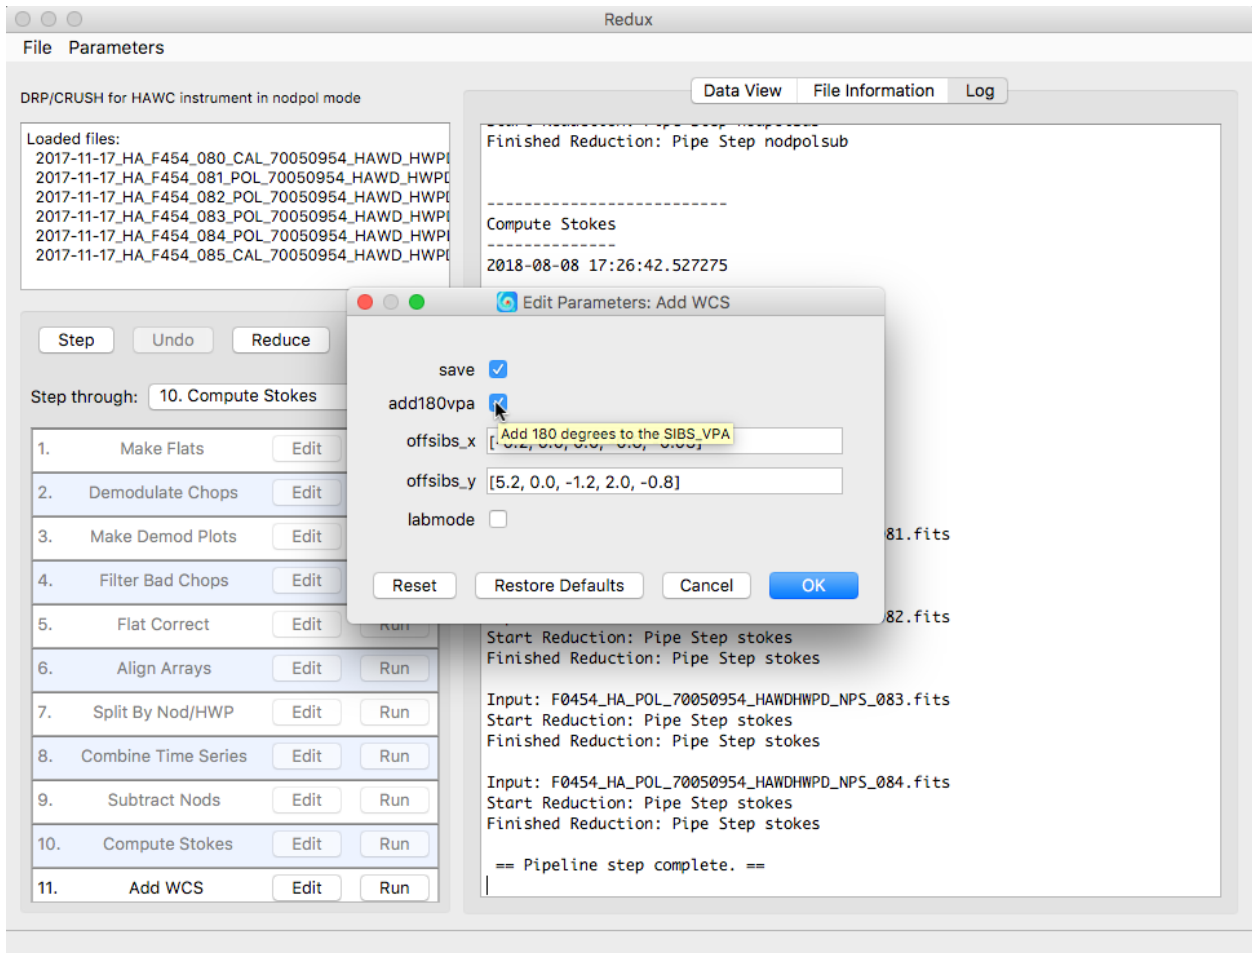 Redux
File Parameters
DRP/CRUSH for HAWC instrument in nodpol mode
Loaded files:
2017-11-17_HA_F454_080_CAL_70050954_HAWD_HWPD
2017-11-17_HA_F454_081_POL_70050954_HAWD_HWPD
2017-11-17_HA_F454_082_POL_70050954_HAWD_HWPD
2017-11-17_HA_F454_083_POL_70050954_HAWD_HWPD
2017-11-17_HA_F454_084_POL_70050954_HAWD_HWPD
2017-11-17_HA_F454_085_CAL_70050954_HAWD_HWPD
Step Undo Reduce
Step through: 10. Compute Stokes
1. Make Flats Edit
2. Demodulate Chops Edit
3. Make Demod Plots Edit
4. Filter Bad Chops Edit
5. Flat Correct Edit Run
6. Align Arrays Edit Run
7. Split By Nod/HWP Edit Run
8. Combine Time Series Edit Run
9. Subtract Nods Edit Run
10. Compute Stokes Edit Run
11. Add WCS Edit Run
Data View File Information Log
Finished Reduction: Pipe Step nodpolsub
--------------------------
Compute Stokes
--------------
2018-08-08 17:26:42.527275
81.fits
82.fits
Start Reduction: Pipe Step stokes
Finished Reduction: Pipe Step stokes
Input: F0454_HA_POL_70050954_HAWDHWPD_NPS_083.fits
Start Reduction: Pipe Step stokes
Finished Reduction: Pipe Step stokes
Input: F0454_HA_POL_70050954_HAWDHWPD_NPS_084.fits
Start Reduction: Pipe Step stokes
Finished Reduction: Pipe Step stokes
== Pipeline step complete. ==
Edit Parameters: Add WCS
save
add180vpa
Add 180 degrees to the SIBS_VPA
offsibs_x
offsibs_y [5.2, 0.0, -1.2, 2.0, -0.8]
labmode
Reset Restore Defaults Cancel OK